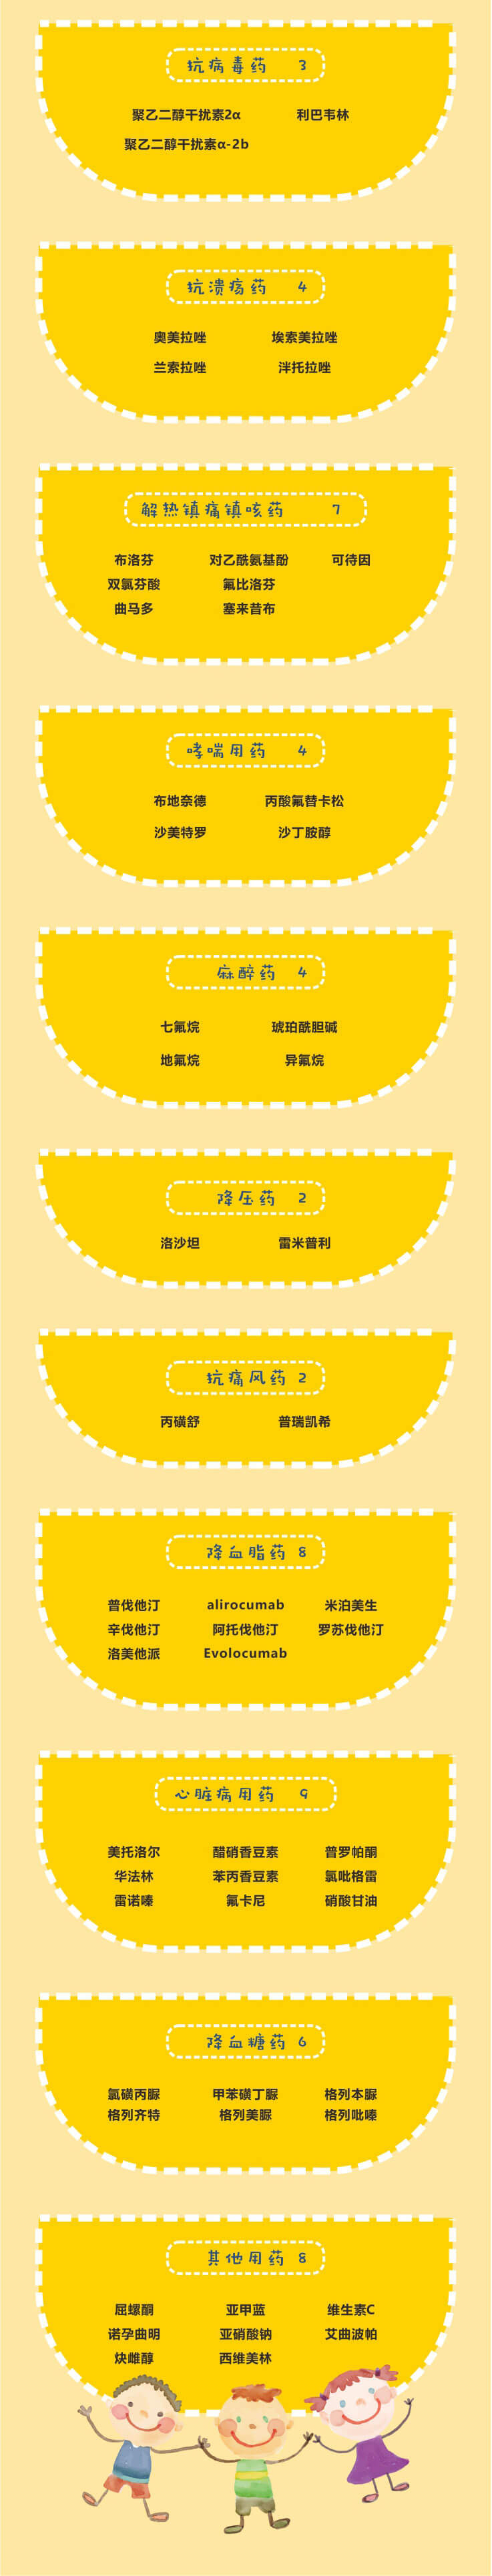 抗病毒药 3
聚乙二醇干扰素2α 利巴韦林
聚乙二醇干扰素α-2b
抗溃疡药 4
奥美拉唑 埃索美拉唑
兰索拉唑 泮托拉唑
解热镇痛镇咳药 7
布洛芬 对乙酰氨基酚 可待因
双氯芬酸 氟比洛芬
曲马多 塞来昔布
哮喘用药 4
布地奈德 丙酸氟替卡松
沙美特罗 沙丁胺醇
麻醉药 4
七氟烷 琥珀酰胆碱
地氟烷 异氟烷
降压药 2
洛沙坦 雷米普利
抗痛风药 2
丙磺舒 普瑞凯希
降血脂药 8
普伐他汀 alirocumab 米泊美生
辛伐他汀 阿托伐他汀 罗苏伐他汀
洛美他派 Evolocumab
心脏病用药 9
美托洛尔 醋硝香豆素 普罗帕酮
华法林 苯丙香豆素 氯吡格雷
雷诺嗪 氟卡尼 硝酸甘油
降血糖药 6
氯磺丙脲 甲苯磺丁脲 格列本脲
格列齐特 格列美脲 格列吡嗪
其他用药 8
屈螺酮 亚甲蓝 维生素C
诺孕曲明 亚硝酸钠 艾曲波帕
炔雌醇 西维美林